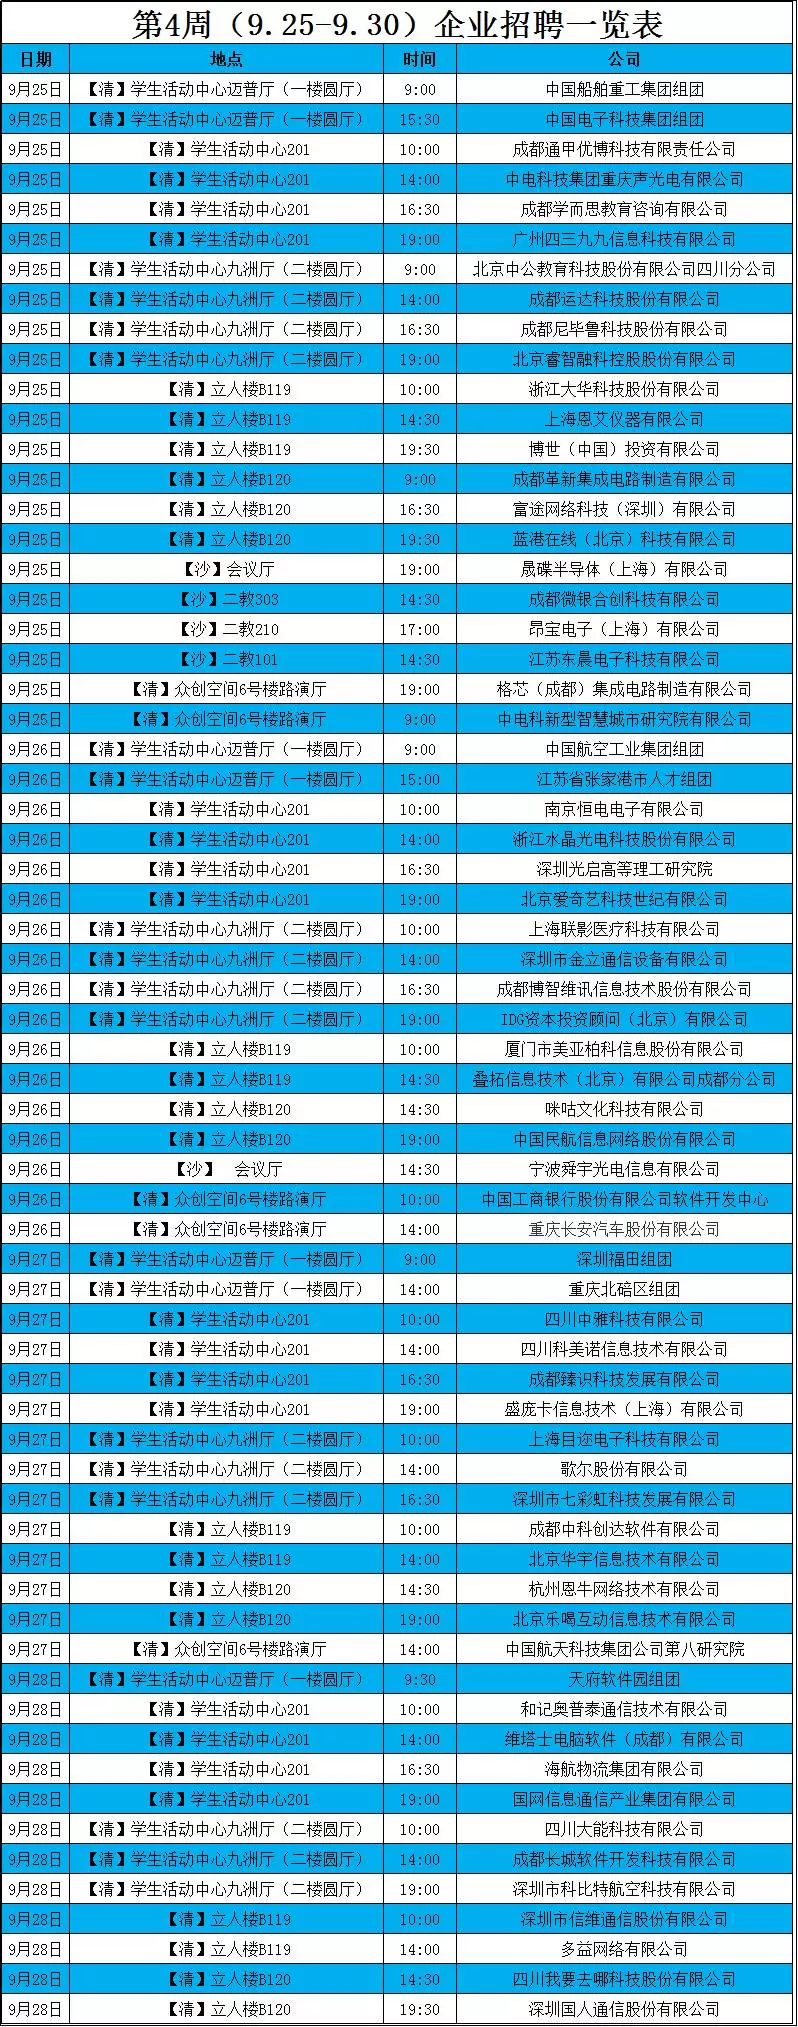 第4周（9.25-9.30）企业招聘一览表
日期 地点 时间 公司
9月25日 【清】学生活动中心迈普厅（一楼圆厅） 9:00 中国船舶重工集团组团
9月25日 【清】学生活动中心迈普厅（一楼圆厅） 15:30 中国电子科技集团组团
9月25日 【清】学生活动中心201 10:00 成都通甲优博科技有限责任公司
9月25日 【清】学生活动中心201 14:00 中电科技集团重庆声光电有限公司
9月25日 【清】学生活动中心201 16:30 成都学而思教育咨询有限公司
9月25日 【清】学生活动中心201 19:00 广州四三九九信息科技有限公司
9月25日 【清】学生活动中心九洲厅（二楼圆厅） 9:00 北京中公教育科技股份有限公司四川分公司
9月25日 【清】学生活动中心九洲厅（二楼圆厅） 14:00 成都运达科技股份有限公司
9月25日 【清】学生活动中心九洲厅（二楼圆厅） 16:30 成都尼毕鲁科技股份有限公司
9月25日 【清】学生活动中心九洲厅（二楼圆厅） 19:00 北京睿智融科控股股份有限公司
9月25日 【清】立人楼B119 10:00 浙江大华科技股份有限公司
9月25日 【清】立人楼B119 14:30 上海恩艾仪器有限公司
9月25日 【清】立人楼B119 19:30 博世（中国）投资有限公司
9月25日 【清】立人楼B120 9:00 成都革新集成电路制造有限公司
9月25日 【清】立人楼B120 16:30 富途网络科技（深圳）有限公司
9月25日 【清】立人楼B120 19:30 蓝港在线（北京）科技有限公司
9月25日 【沙】会议厅 19:00 晟碟半导体（上海）有限公司
9月25日 【沙】二教303 14:30 成都微银合创科技有限公司
9月25日 【沙】二教210 17:00 昂宝电子（上海）有限公司
9月25日 【沙】二教101 14:30 江苏东晨电子科技有限公司
9月25日 【清】众创空间6号楼路演厅 19:00 格芯（成都）集成电路制造有限公司
9月25日 【清】众创空间6号楼路演厅 9:00 中电科新型智慧城市研究院有限公司
9月26日 【清】学生活动中心迈普厅（一楼圆厅） 9:00 中国航空工业集团组团
9月26日 【清】学生活动中心迈普厅（一楼圆厅） 15:00 江苏省张家港市人才组团
9月26日 【清】学生活动中心201 10:00 南京恒电电子有限公司
9月26日 【清】学生活动中心201 14:00 浙江水晶光电科技股份有限公司
9月26日 【清】学生活动中心201 16:30 深圳光启高等理工研究院
9月26日 【清】学生活动中心201 19:00 北京爱奇艺科技世纪有限公司
9月26日 【清】学生活动中心九洲厅（二楼圆厅） 10:00 上海联影医疗科技有限公司
9月26日 【清】学生活动中心九洲厅（二楼圆厅） 14:00 深圳市金立通信设备有限公司
9月26日 【清】学生活动中心九洲厅（二楼圆厅） 16:30 成都博智维讯信息技术股份有限公司
9月26日 【清】学生活动中心九洲厅（二楼圆厅） 19:00 IDG资本投资顾问（北京）有限公司
9月26日 【清】立人楼B119 10:00 厦门市美亚柏科信息股份有限公司
9月26日 【清】立人楼B119 14:30 叠拓信息技术（北京）有限公司成都分公司
9月26日 【清】立人楼B120 14:30 咪咕文化科技有限公司
9月26日 【清】立人楼B120 19:00 中国民航信息网络股份有限公司
9月26日 【沙】 会议厅 14:30 宁波舜宇光电信息有限公司
9月26日 【清】众创空间6号楼路演厅 10:00 中国工商银行股份有限公司软件开发中心
9月26日 【清】众创空间6号楼路演厅 14:00 重庆长安汽车股份有限公司
9月27日 【清】学生活动中心迈普厅（一楼圆厅） 9:00 深圳福田组团
9月27日 【清】学生活动中心迈普厅（一楼圆厅） 14:00 重庆北碚区组团
9月27日 【清】学生活动中心201 10:00 四川中雅科技有限公司
9月27日 【清】学生活动中心201 14:00 四川科美诺信息技术有限公司
9月27日 【清】学生活动中心201 16:30 成都臻识科技发展有限公司
9月27日 【清】学生活动中心201 19:00 盛庞卡信息技术（上海）有限公司
9月27日 【清】学生活动中心九洲厅（二楼圆厅） 10:00 上海目迩电子科技有限公司
9月27日 【清】学生活动中心九洲厅（二楼圆厅） 14:00 歌尔股份有限公司
9月27日 【清】学生活动中心九洲厅（二楼圆厅） 16:30 深圳市七彩虹科技发展有限公司
9月27日 【清】立人楼B119 10:00 成都中科创达软件有限公司
9月27日 【清】立人楼B119 14:00 北京华宇信息技术有限公司
9月27日 【清】立人楼B120 14:30 杭州恩牛网络技术有限公司
9月27日 【清】立人楼B120 19:00 北京乐喝互动信息技术有限公司
9月27日 【清】众创空间6号楼路演厅 14:00 中国航天科技集团公司第八研究院
9月28日 【清】学生活动中心迈普厅（一楼圆厅） 9:30 天府软件园组团
9月28日 【清】学生活动中心201 10:00 和记奥普泰通信技术有限公司
9月28日 【清】学生活动中心201 14:00 维塔士电脑软件（成都）有限公司
9月28日 【清】学生活动中心201 16:30 海航物流集团有限公司
9月28日 【清】学生活动中心201 19:00 国网信息通信产业集团有限公司
9月28日 【清】学生活动中心九洲厅（二楼圆厅） 10:00 四川大能科技有限公司
9月28日 【清】学生活动中心九洲厅（二楼圆厅） 14:00 成都长城软件开发科技有限公司
9月28日 【清】学生活动中心九洲厅（二楼圆厅） 19:00 深圳市科比特航空科技有限公司
9月28日 【清】立人楼B119 10:00 深圳市信维通信股份有限公司
9月28日 【清】立人楼B119 14:00 多益网络有限公司
9月28日 【清】立人楼B120 14:30 四川我要去哪科技股份有限公司
9月28日 【清】立人楼B120 19:30 深圳国人通信股份有限公司